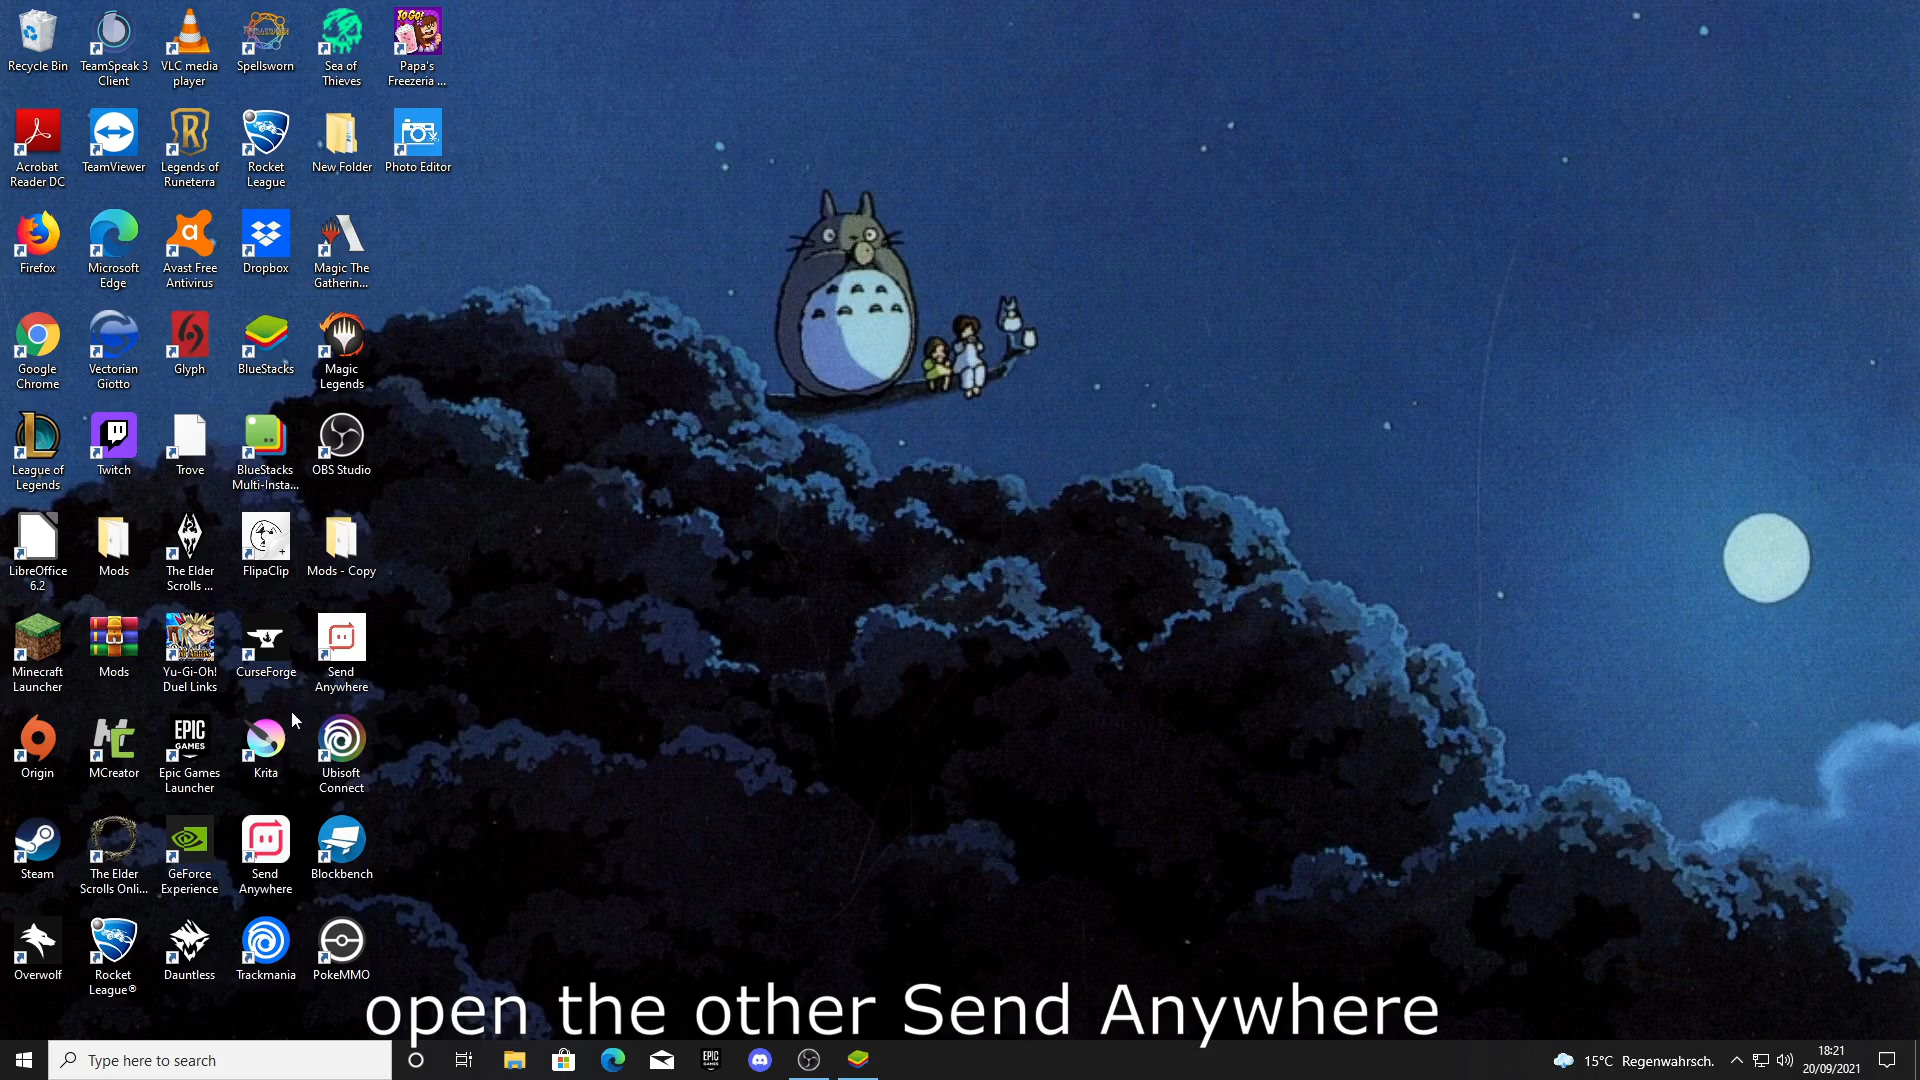 Recycle Bin
TeamSpeak 3
Client
VLC media
player
Spellsworn
Sea of
Thieves
ToGo!
Papa's
Freezeria ...
Acrobat
Reader DC
TeamViewer
Legends of
Runeterra
Rocket
League
New Folder
Photo Editor
Firefox
Microsoft
Edge
Avast Free
Antivirus
Dropbox
Magic The
Gatherin...
Google
Chrome
Vectorian
Giotto
Glyph
BlueStacks
Magic
Legends
League of
Legends
Twitch
Trove
BlueStacks
Multi-Insta...
OBS Studio
LibreOffice
6.2
Mods
The Elder
Scrolls ...
FlipaClip
Mods - Copy
Minecraft
Launcher
Mods
Yu-Gi-Oh!
Duel Links
CurseForge
Send
Anywhere
Origin
MCreator
EPIC
GAMES
Epic Games
Launcher
Krita
Ubisoft
Connect
Steam
The Elder
Scrolls Onli...
GeForce
Experience
Send
Anywhere
Blockbench
Overwolf
Rocket
League®
Dauntless
Trackmania
PokeMMO
open the other Send Anywhere
Type here to search
EPIC
15°C Regenwahrsch.
18:21
20/09/2021